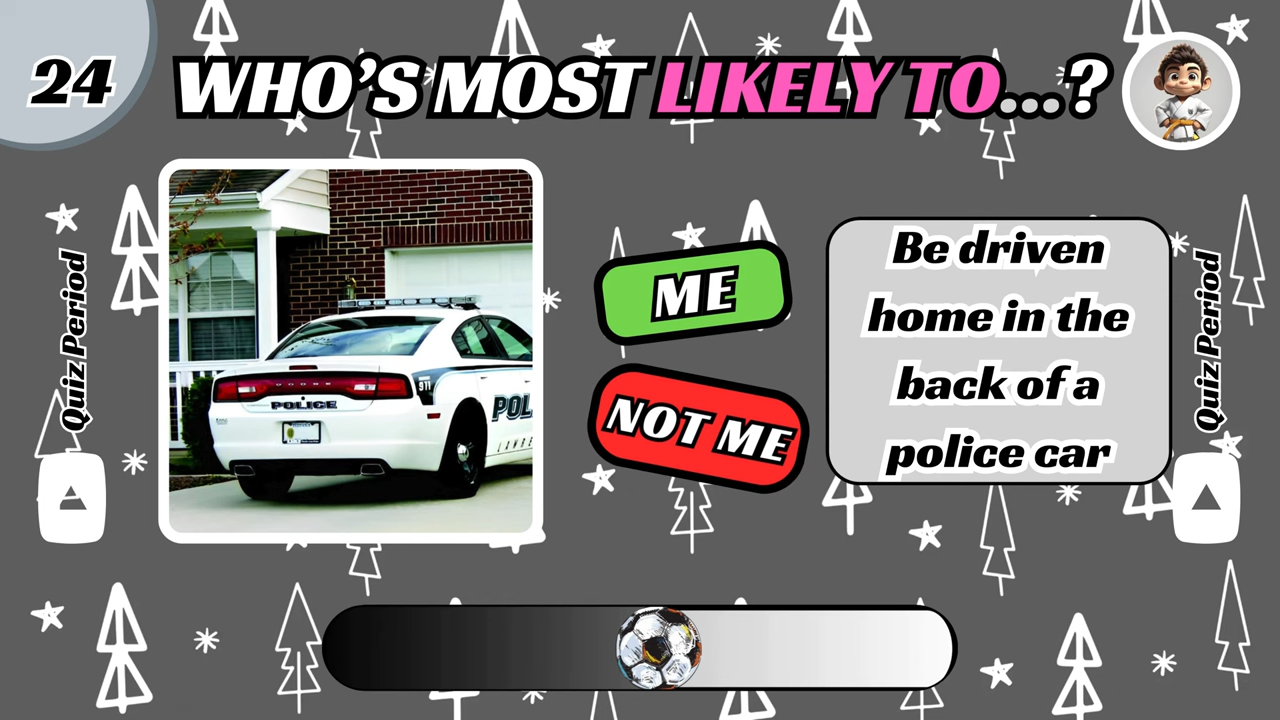 24
WHO'S MOST LIKELY TO...?
Quiz Period
DODGE
POLICE
911
POL
ME
NOT ME
Be driven
home in the
back of a
police car
Quiz Period